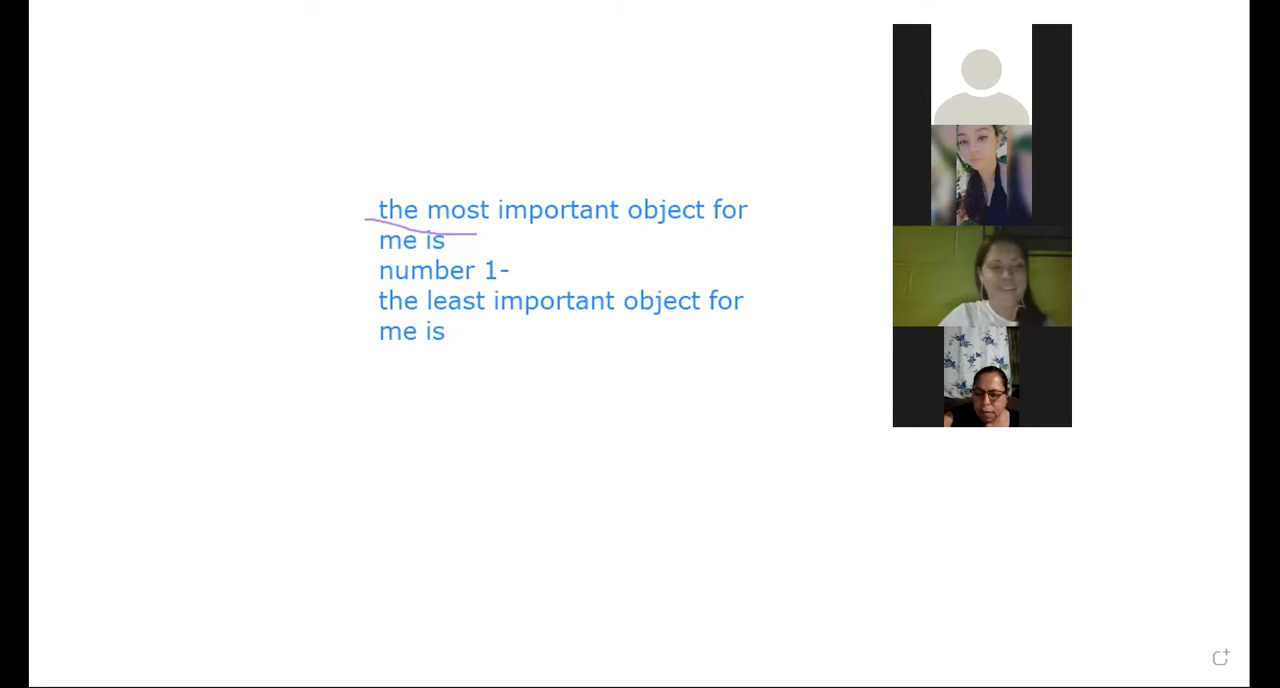 the most important object for
me is
number 1-
the least important object for
me is